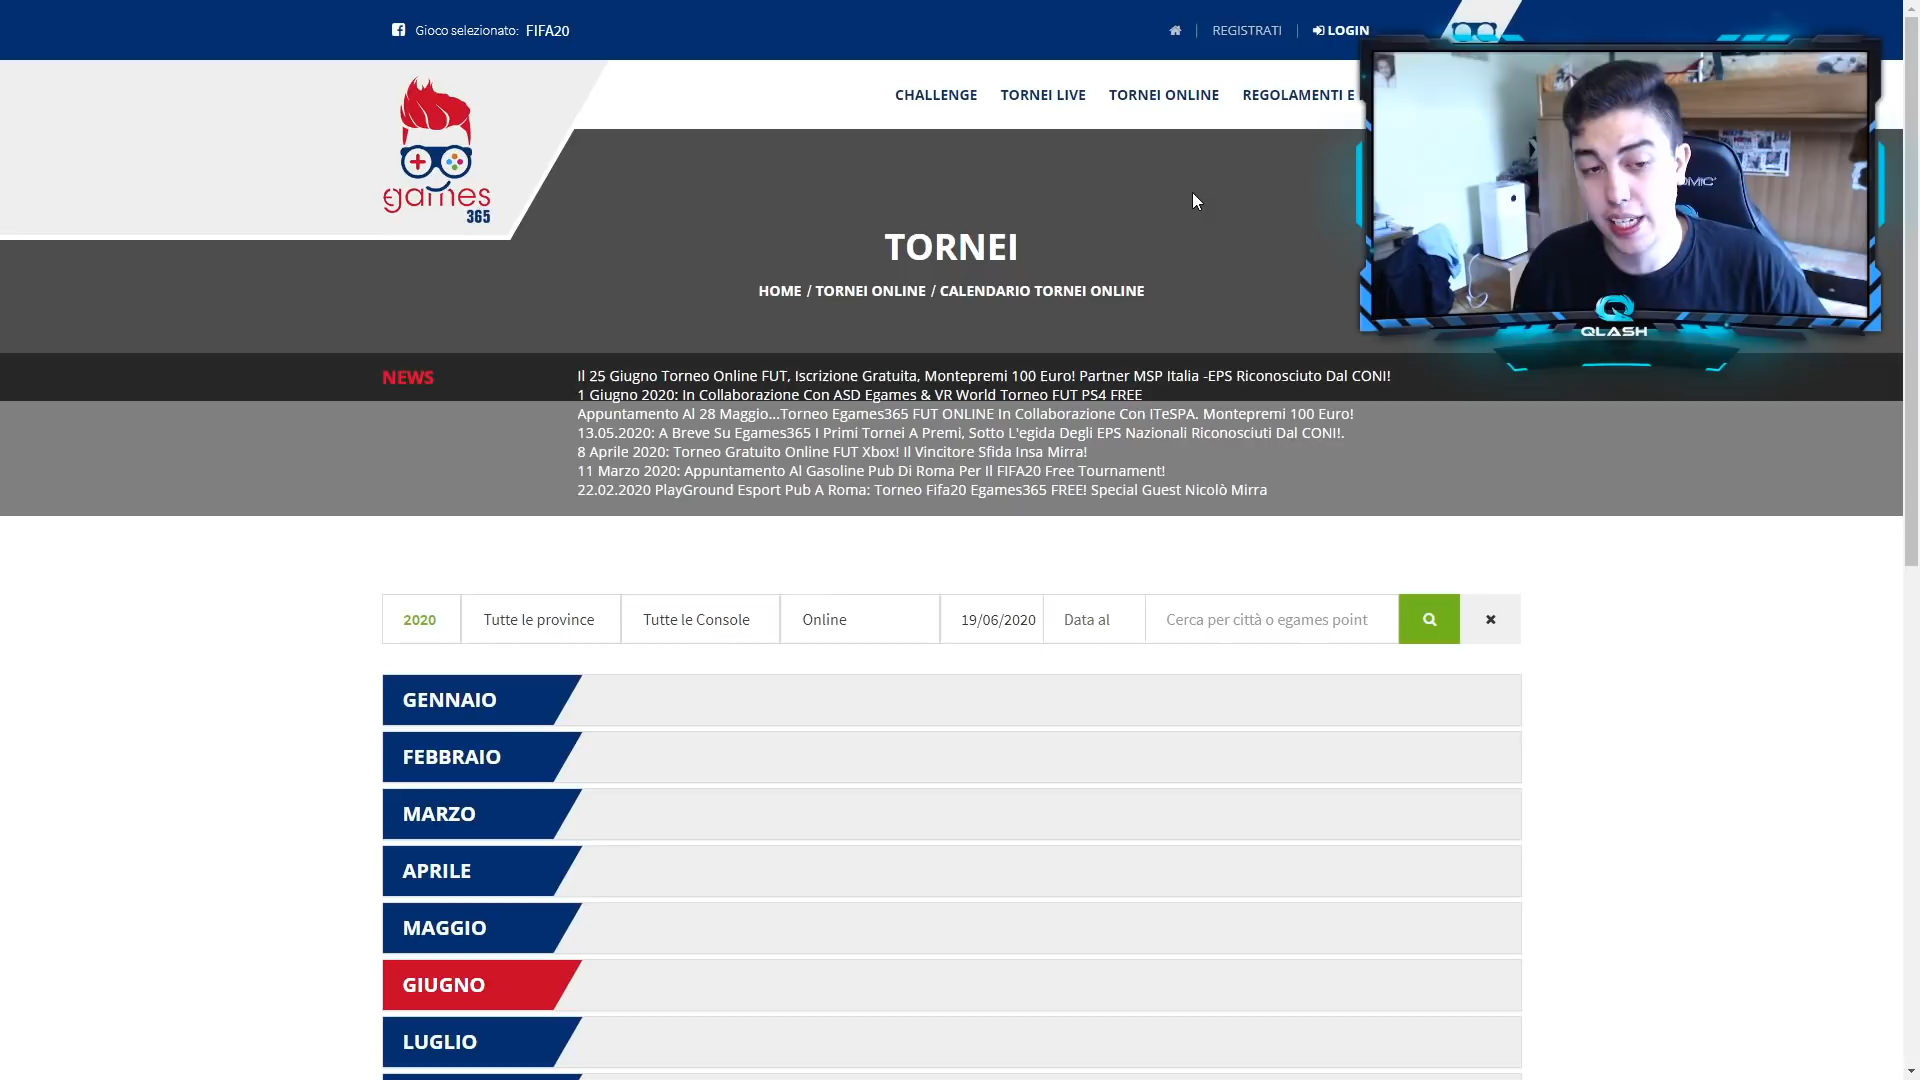 Gioco selezionato: FIFA20
REGISTRATI
LOGIN
egames
365
CHALLENGE
TORNEI LIVE
TORNEI ONLINE
REGOLAMENTI E
TORNEI
HOME / TORNEI ONLINE / CALENDARIO TORNEI ONLINE
QLASH
NEWS
Il 25 Giugno Torneo Online FUT, Iscrizione Gratuita, Montepremi 100 Euro! Partner MSP Italia -EPS Riconosciuto Dal CONI!
1 Giugno 2020: In Collaborazione Con ASD Egames & VR World Torneo FUT PS4 FREE
Appuntamento Al 28 Maggio...Torneo Egames365 FUT ONLINE In Collaborazione Con ITeSPA. Montepremi 100 Euro!
13.05.2020: A Breve Su Egames365 I Primi Tornei A Premi, Sotto L'egida Degli EPS Nazionali Riconosciuti Dal CONI!.
8 Aprile 2020: Torneo Gratuito Online FUT Xbox! Il Vincitore Sfida Insa Mirra!
11 Marzo 2020: Appuntamento Al Gasoline Pub Di Roma Per Il FIFA20 Free Tournament!
22.02.2020 PlayGround Esport Pub A Roma: Torneo Fifa20 Egames365 FREE! Special Guest Nicolò Mirra
2020
Tutte le province
Tutte le Console
Online
19/06/2020
Data al
Cerca per città o egames point
GENNAIO
FEBBRAIO
MARZO
APRILE
MAGGIO
GIUGNO
LUGLIO